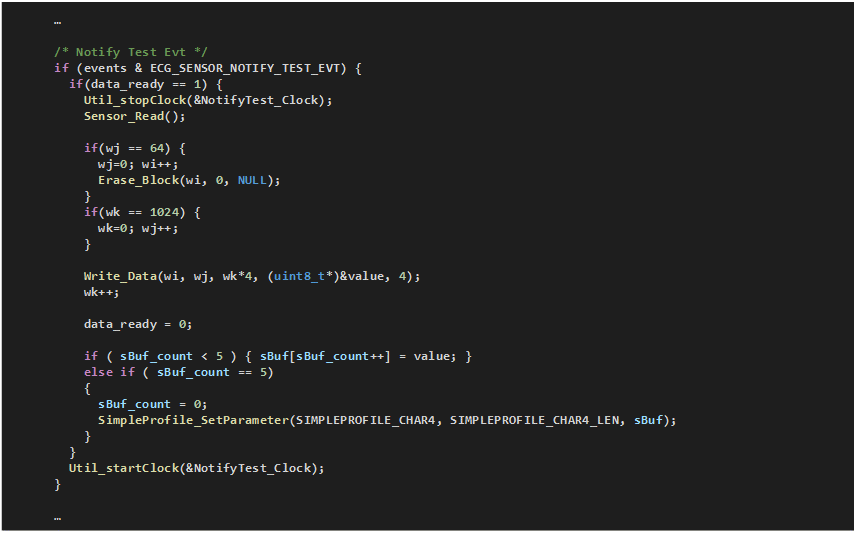 …
/* Notify Test Evt */
if (events & ECG_SENSOR_NOTIFY_TEST_EVT) {
  if(data_ready == 1) {
    Util_stopClock(&NotifyTest_Clock);
    Sensor_Read();

    if(wj == 64) {
      wj=0; wi++;
      Erase_Block(wi, 0, NULL);
    }
    if(wk == 1024) {
      wk=0; wj++;
    }

    Write_Data(wi, wj, wk*4, (uint8_t*)&value, 4);
    wk++;

    data_ready = 0;

    if ( sBuf_count < 5 ) { sBuf[sBuf_count++] = value; }
    else if ( sBuf_count == 5)
    {
      sBuf_count = 0;
      SimpleProfile_SetParameter(SIMPLEPROFILE_CHAR4, SIMPLEPROFILE_CHAR4_LEN, sBuf);
    }
  }
  Util_startClock(&NotifyTest_Clock);
}
…